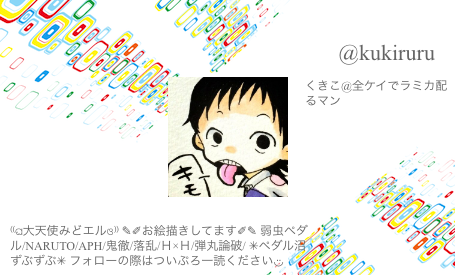 @kukiruru
くきこ@全ケイでラミカ配
るマン
キモ
((ଘ大天使みどエルଓ)) ✎✐お絵描きしてます✐✎ 弱虫ペダ
ル/NARUTO/APH/鬼徹/落乱/H×H/弾丸論破/ ✴ペダル沼
ずぶずぶ✴ フォローの際はついぷろ一読ください